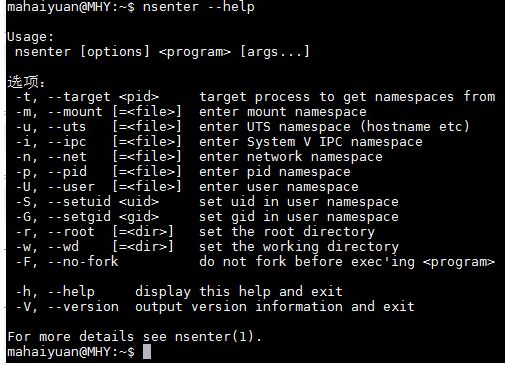 mahaiyuan@MHY:~$ nsenter --help
Usage:
nsenter [options] <program> [args...]
选项：
-t, --target <pid>     target process to get namespaces from
-m, --mount [=<file>]  enter mount namespace
-u, --uts   [=<file>]  enter UTS namespace (hostname etc)
-i, --ipc   [=<file>]  enter System V IPC namespace
-n, --net   [=<file>]  enter network namespace
-p, --pid   [=<file>]  enter pid namespace
-U, --user  [=<file>]  enter user namespace
-S, --setuid <uid>     set uid in user namespace
-G, --setgid <gid>     set gid in user namespace
-r, --root  [=<dir>]   set the root directory
-w, --wd    [=<dir>]   set the working directory
-F, --no-fork          do not fork before exec'ing <program>
-h, --help     display this help and exit
-V, --version  output version information and exit
For more details see nsenter(1).
mahaiyuan@MHY:~$